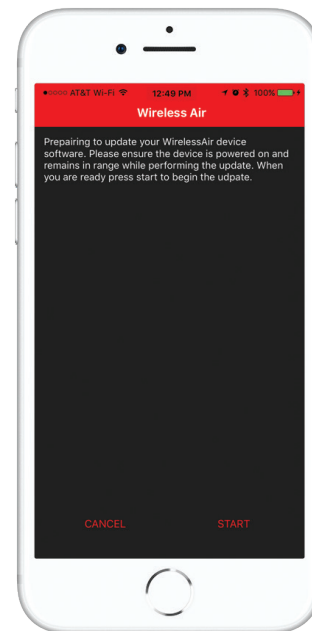 ●○○○○ AT&T Wi-Fi 12:49 PM 100%
Wireless Air
Prepairing to update your WirelessAir device
software. Please ensure the device is powered on and
remains in range while performing the update. When
you are ready press start to begin the udpate.
CANCEL START